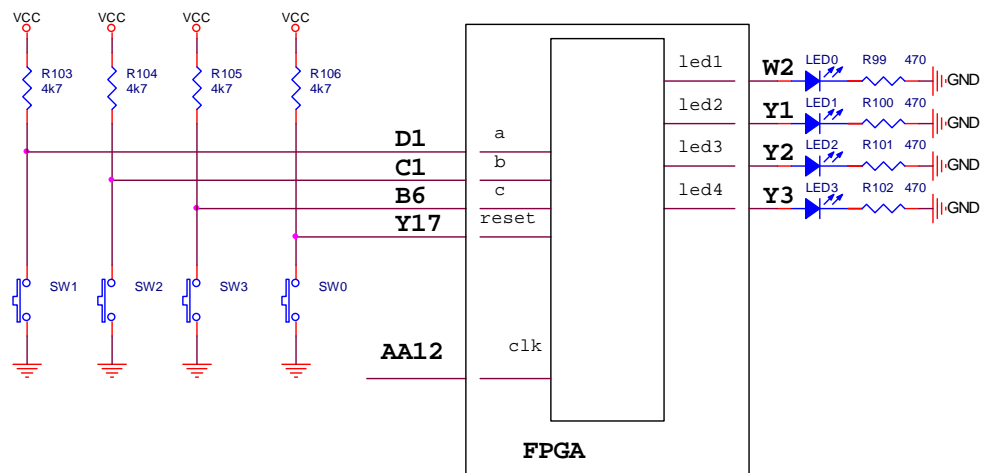 VCC VCC VCC VCC
R103 R104 R105 R106
4k7 4k7 4k7 4k7
D1 a
C1 b
B6 c
Y17 reset
SW1 SW2 SW3 SW0
AA12 clk
led1 W2 LED0 R99 470 GND
led2 Y1 LED1 R100 470 GND
led3 Y2 LED2 R101 470 GND
led4 Y3 LED3 R102 470 GND
FPGA